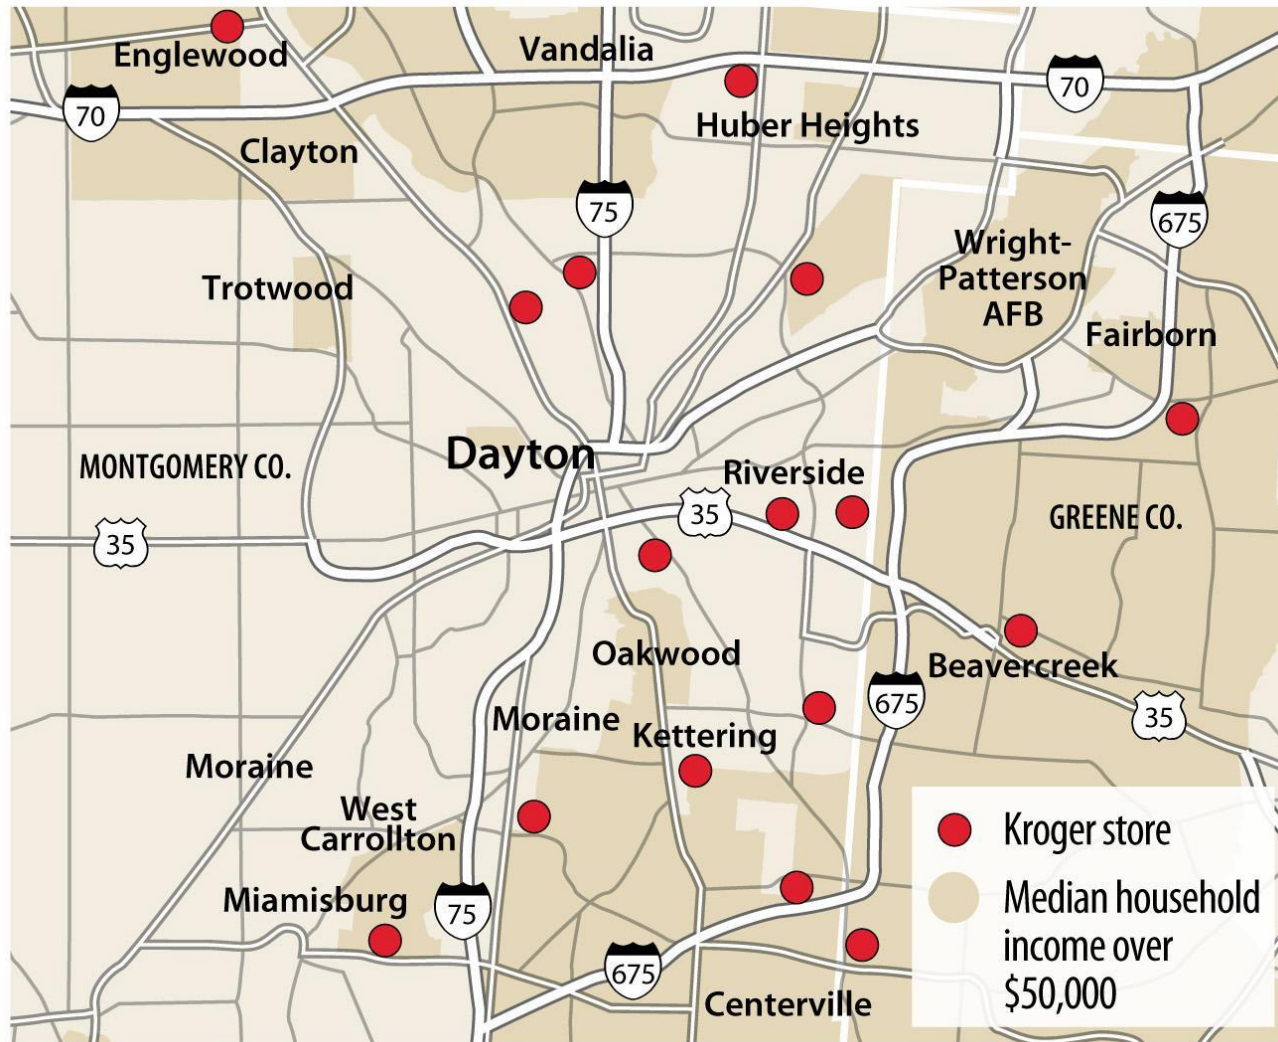 Englewood
Vandalia
70
70
Huber Heights
Clayton
75
675
Wright-
Patterson
AFB
Trotwood
Fairborn
Dayton
MONTGOMERY CO.
Riverside
35
GREENE CO.
35
Oakwood
Beavercreek
675
Moraine
35
Kettering
Moraine
West
Carrollton
Miamisburg
75
675
Centerville
Kroger store
Median household
income over
$50,000